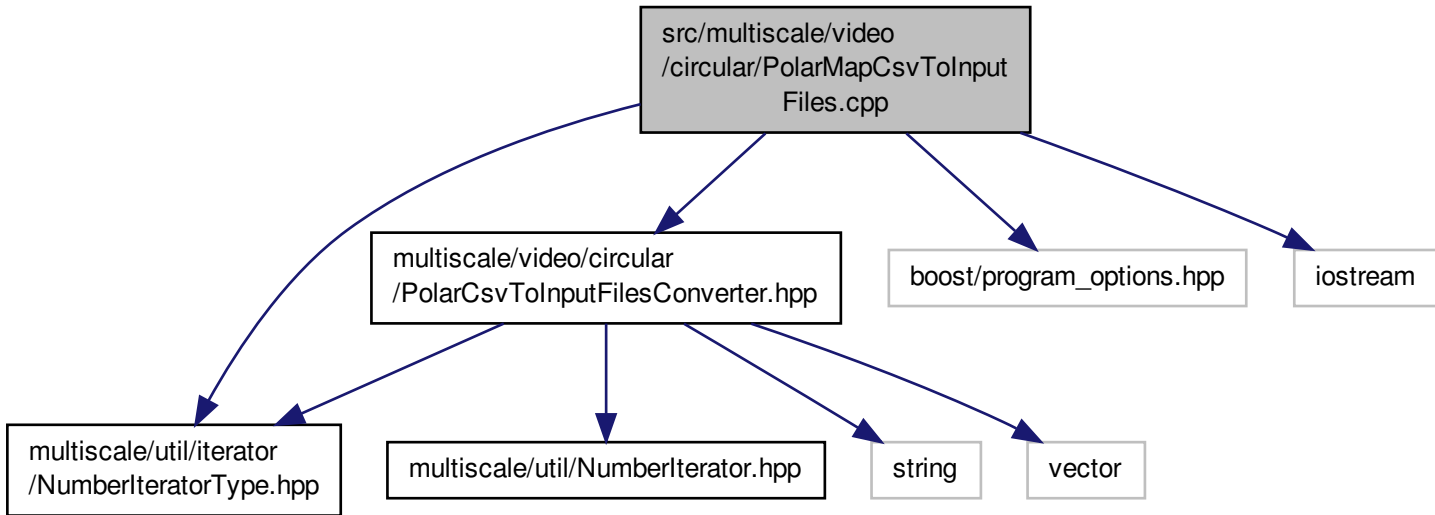 src/multiscale/video
/circular/PolarMapCsvToInput
Files.cpp
multiscale/video/circular
/PolarCsvToInputFilesConverter.hpp
boost/program_options.hpp
iostream
multiscale/util/iterator
/NumberIteratorType.hpp
multiscale/util/NumberIterator.hpp
string
vector